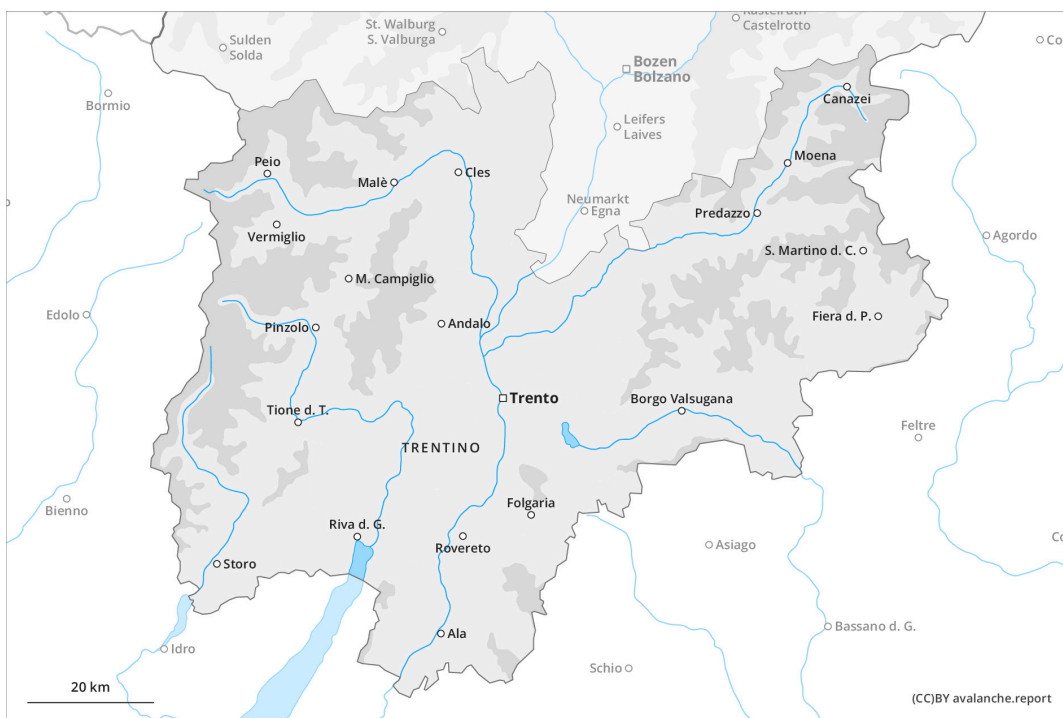 Kastelruth
Castelrotto
St. Walburg
S. Valburga
Sulden
Solda
Bozen
Bolzano
Bormio
Canazei
Leifers
Laives
Moena
Peio
Malè
Cles
Neumarkt
Egna
Predazzo
Vermiglio
Agordo
S. Martino d. C.
M. Campiglio
Edolo
Pinzolo
Andalo
Fiera d. P.
Trento
Borgo Valsugana
Tione d. T.
Feltre
TRENTINO
Bienno
Folgaria
Riva d. G.
Rovereto
Asiago
Storo
Ala
Bassano d. G.
Idro
Schio
20 km
(CC)BY avalanche.report